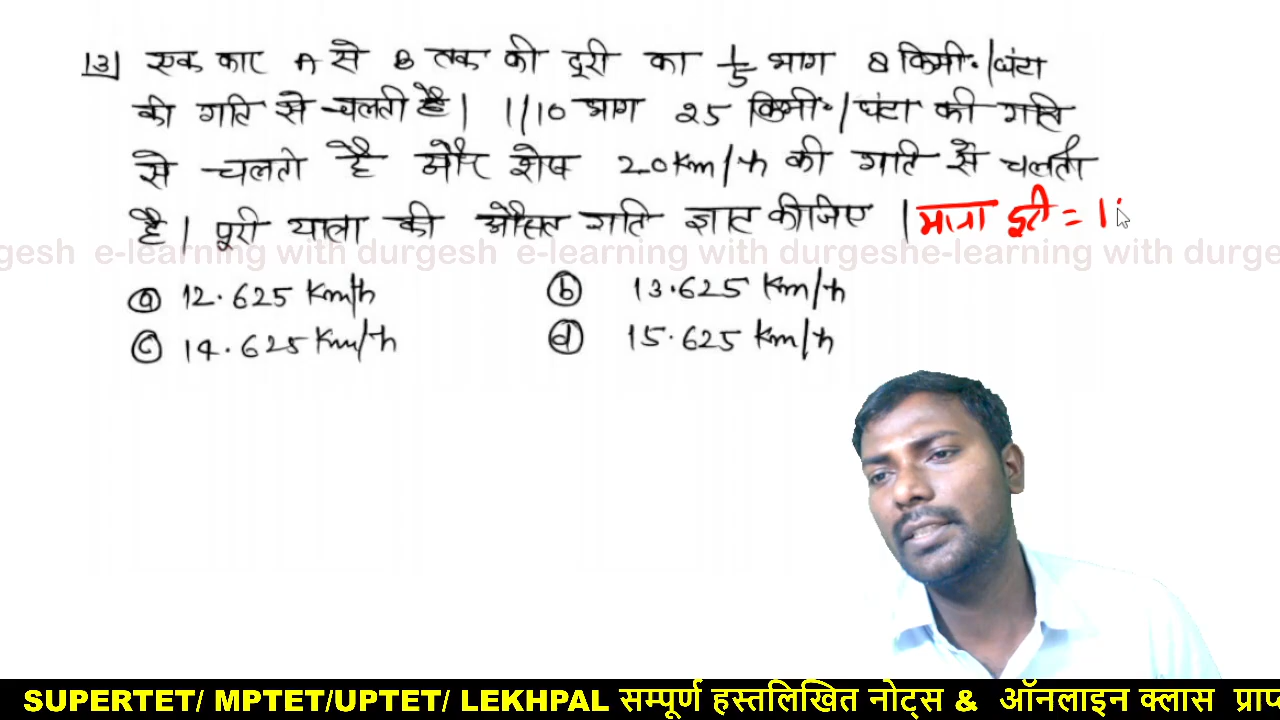 13] एक कार A से B तक की दूरी का 1/5 भाग 8 किमी./घंटा
की गति से चलती है| 1/10 भाग 25 किमी./घंटा की गति
से चलती है और शेष 20Km/h की गति से चलती
है| पूरी यात्रा की औसत गति ज्ञात कीजिए| माना दूरी = 1
gesh e-learning with durgesh e-learning with durgeshe-learning with durge
ⓐ 12.625 Km/h ⓑ 13.625 Km/h
ⓒ 14.625 Km/h ⓓ 15.625 Km/h
SUPERTET/ MPTET/UPTET/ LEKHPAL सम्पूर्ण हस्तलिखित नोट्स & ऑनलाइन क्लास प्राप